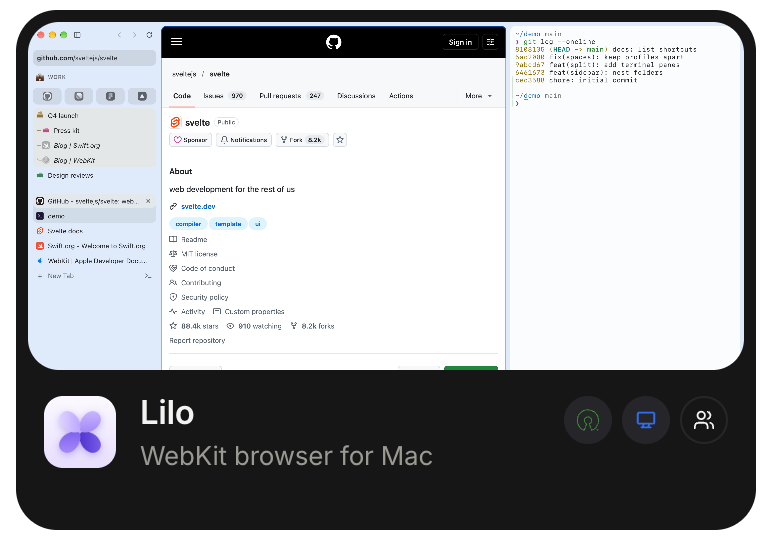 github.com/sveltejs/svelte
WORK
Q4 launch
Press kit
Blog | Swift.org
Blog | WebKit
Design reviews
GitHub - sveltejs/svelte: web...
demo
Svelte docs
Swift.org - Welcome to Swift.org
WebKit | Apple Developer Docu...
+ New Tab
Sign in
sveltejs / svelte
Code Issues 970 Pull requests 247 Discussions Actions More
svelte Public
Sponsor Notifications Fork 8.2k
About
web development for the rest of us
svelte.dev
compiler template ui
Readme
MIT license
Code of conduct
Contributing
Security policy
Activity Custom properties
88.4k stars 910 watching 8.2k forks
Report repository
~/demo main
❯ git log --oneline
(HEAD -> main) docs: list shortcuts
fix(spaces): keep profiles apart
feat(split): add terminal panes
feat(sidebar): nest folders
chore: initial commit
~/demo main
❯
Lilo
WebKit browser for Mac